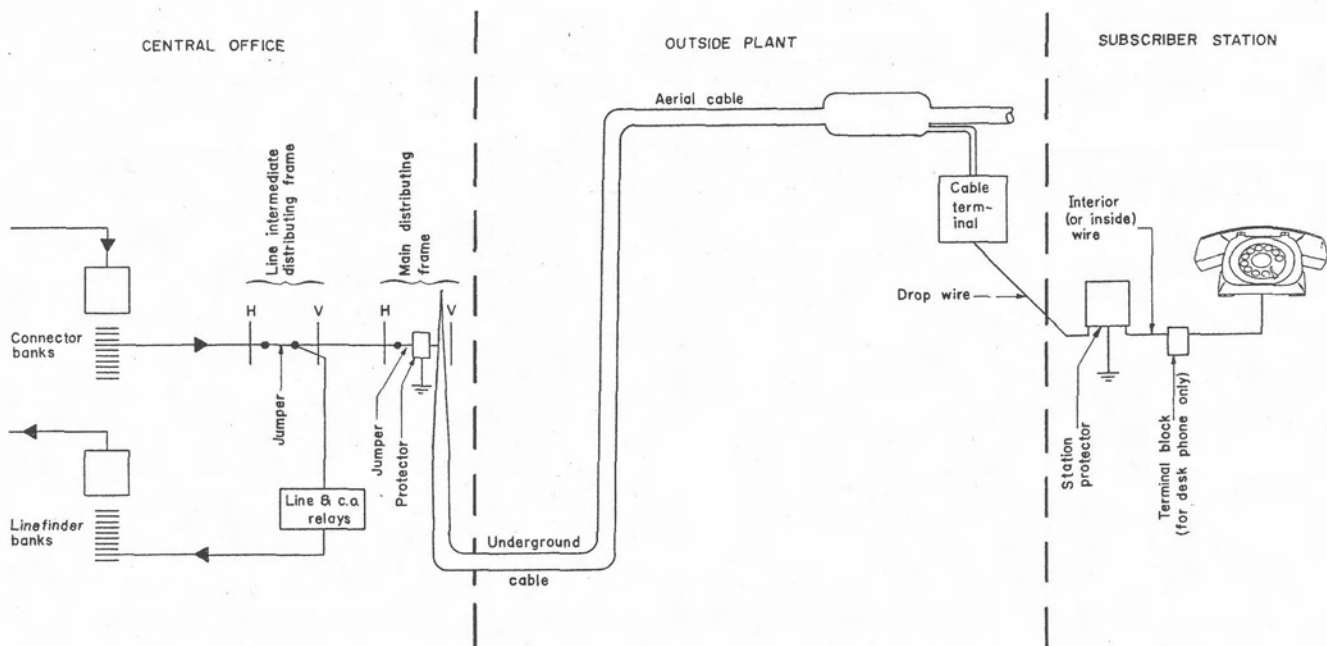 CENTRAL OFFICE
OUTSIDE PLANT
SUBSCRIBER STATION
Aerial cable
Line intermediate
distributing frame
Main distributing
frame
Cable
term-
inal
Interior
(or inside)
wire
Drop wire
H
V
H
V
Connector
banks
Jumper
Jumper
Protector
Station
protector
Terminal block
(for desk phone only)
Line & c.o.
relays
Linefinder
banks
Underground
cable